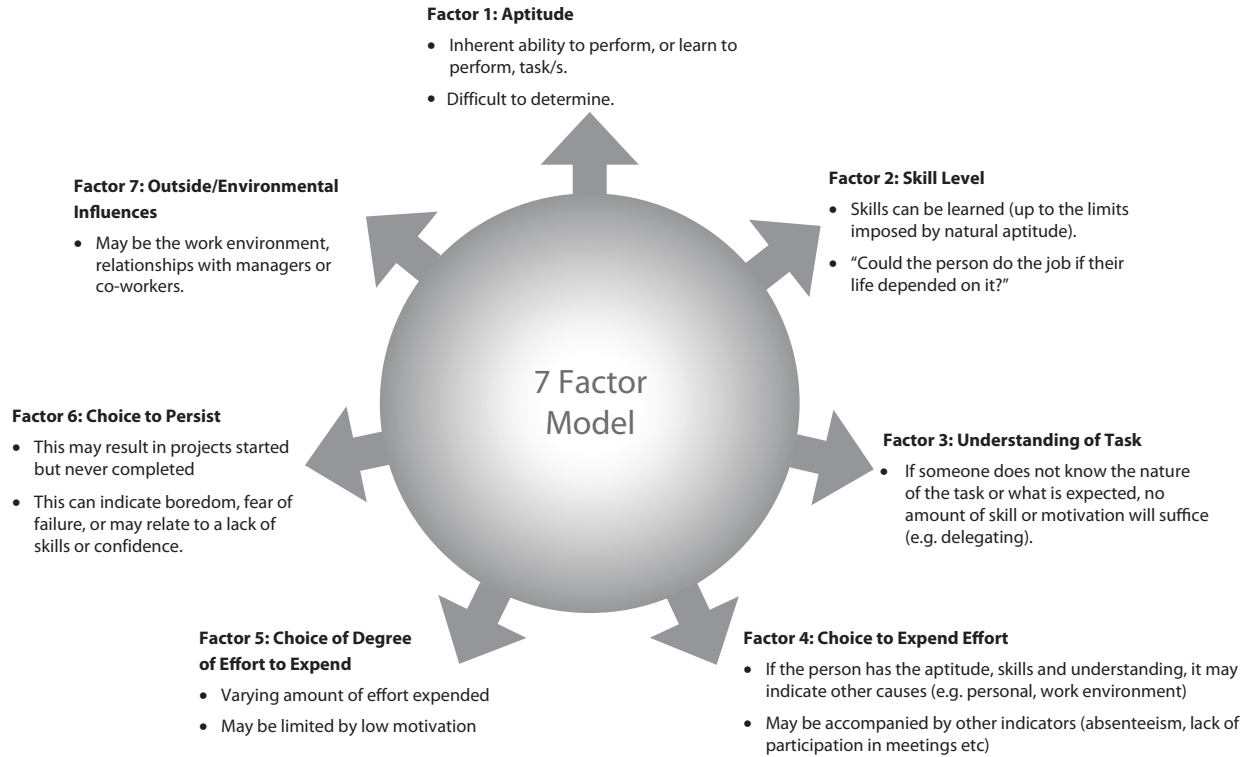 Factor 1: Aptitude
• Inherent ability to perform, or learn to
perform, task/s.
• Difficult to determine.
Factor 2: Skill Level
• Skills can be learned (up to the limits
imposed by natural aptitude).
• “Could the person do the job if their
life depended on it?”
Factor 3: Understanding of Task
• If someone does not know the nature
of the task or what is expected, no
amount of skill or motivation will suffice
(e.g. delegating).
Factor 4: Choice to Expend Effort
• If the person has the aptitude, skills and understanding, it may
indicate other causes (e.g. personal, work environment)
• May be accompanied by other indicators (absenteeism, lack of
participation in meetings etc)
Factor 5: Choice of Degree
of Effort to Expend
• Varying amount of effort expended
• May be limited by low motivation
Factor 6: Choice to Persist
• This may result in projects started
but never completed
• This can indicate boredom, fear of
failure, or may relate to a lack of
skills or confidence.
Factor 7: Outside/Environmental
Influences
• May be the work environment,
relationships with managers or
co-workers.
7 Factor
Model